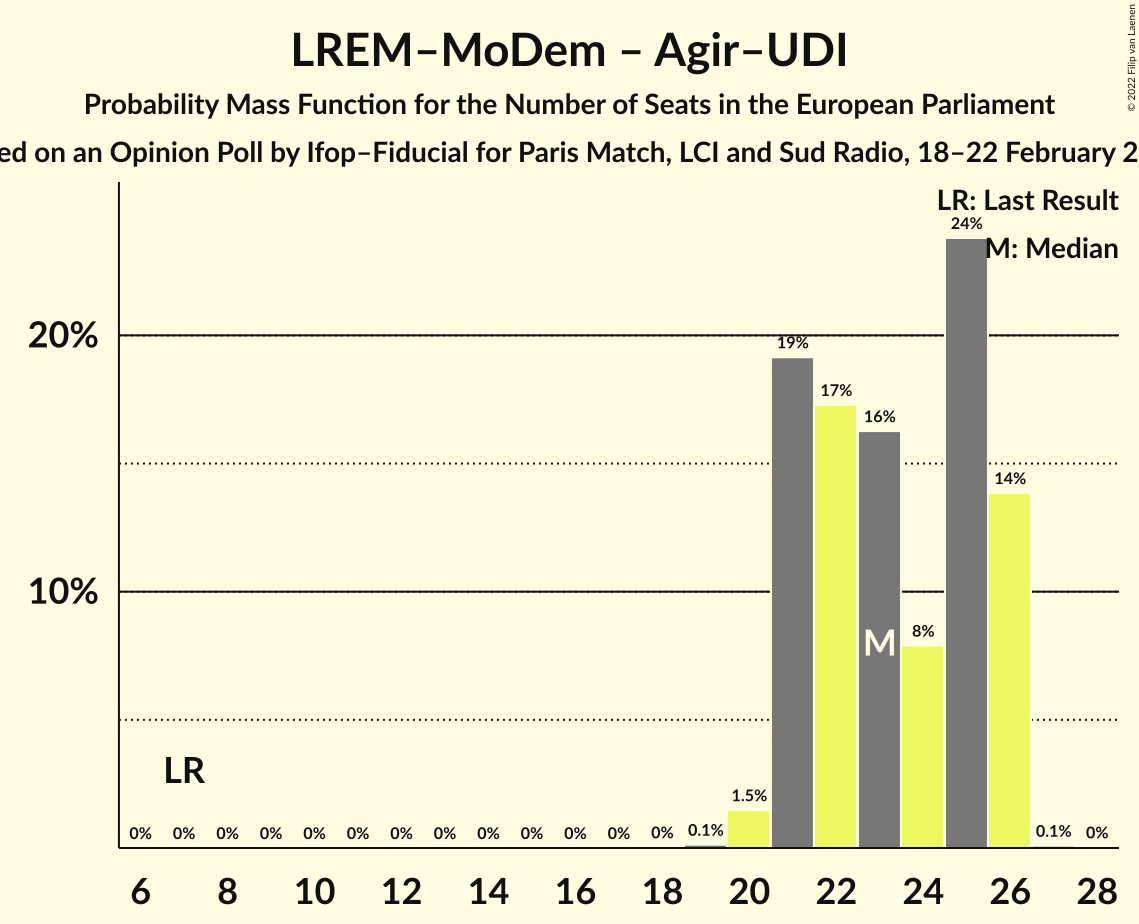 LREM–MoDem – Agir–UDI
Probability Mass Function for the Number of Seats in the European Parliament
ed on an Opinion Poll by Ifop–Fiducial for Paris Match, LCI and Sud Radio, 18–22 February 2
© 2022 Filip van Laenen
LR: Last Result
M: Median
24%
20%
19%
17%
16%
14%
10%
8%
M
LR
1.5%
0% 0% 0% 0% 0% 0% 0% 0% 0% 0% 0% 0% 0% 0.1% 0.1% 0%
6 8 10 12 14 16 18 20 22 24 26 28